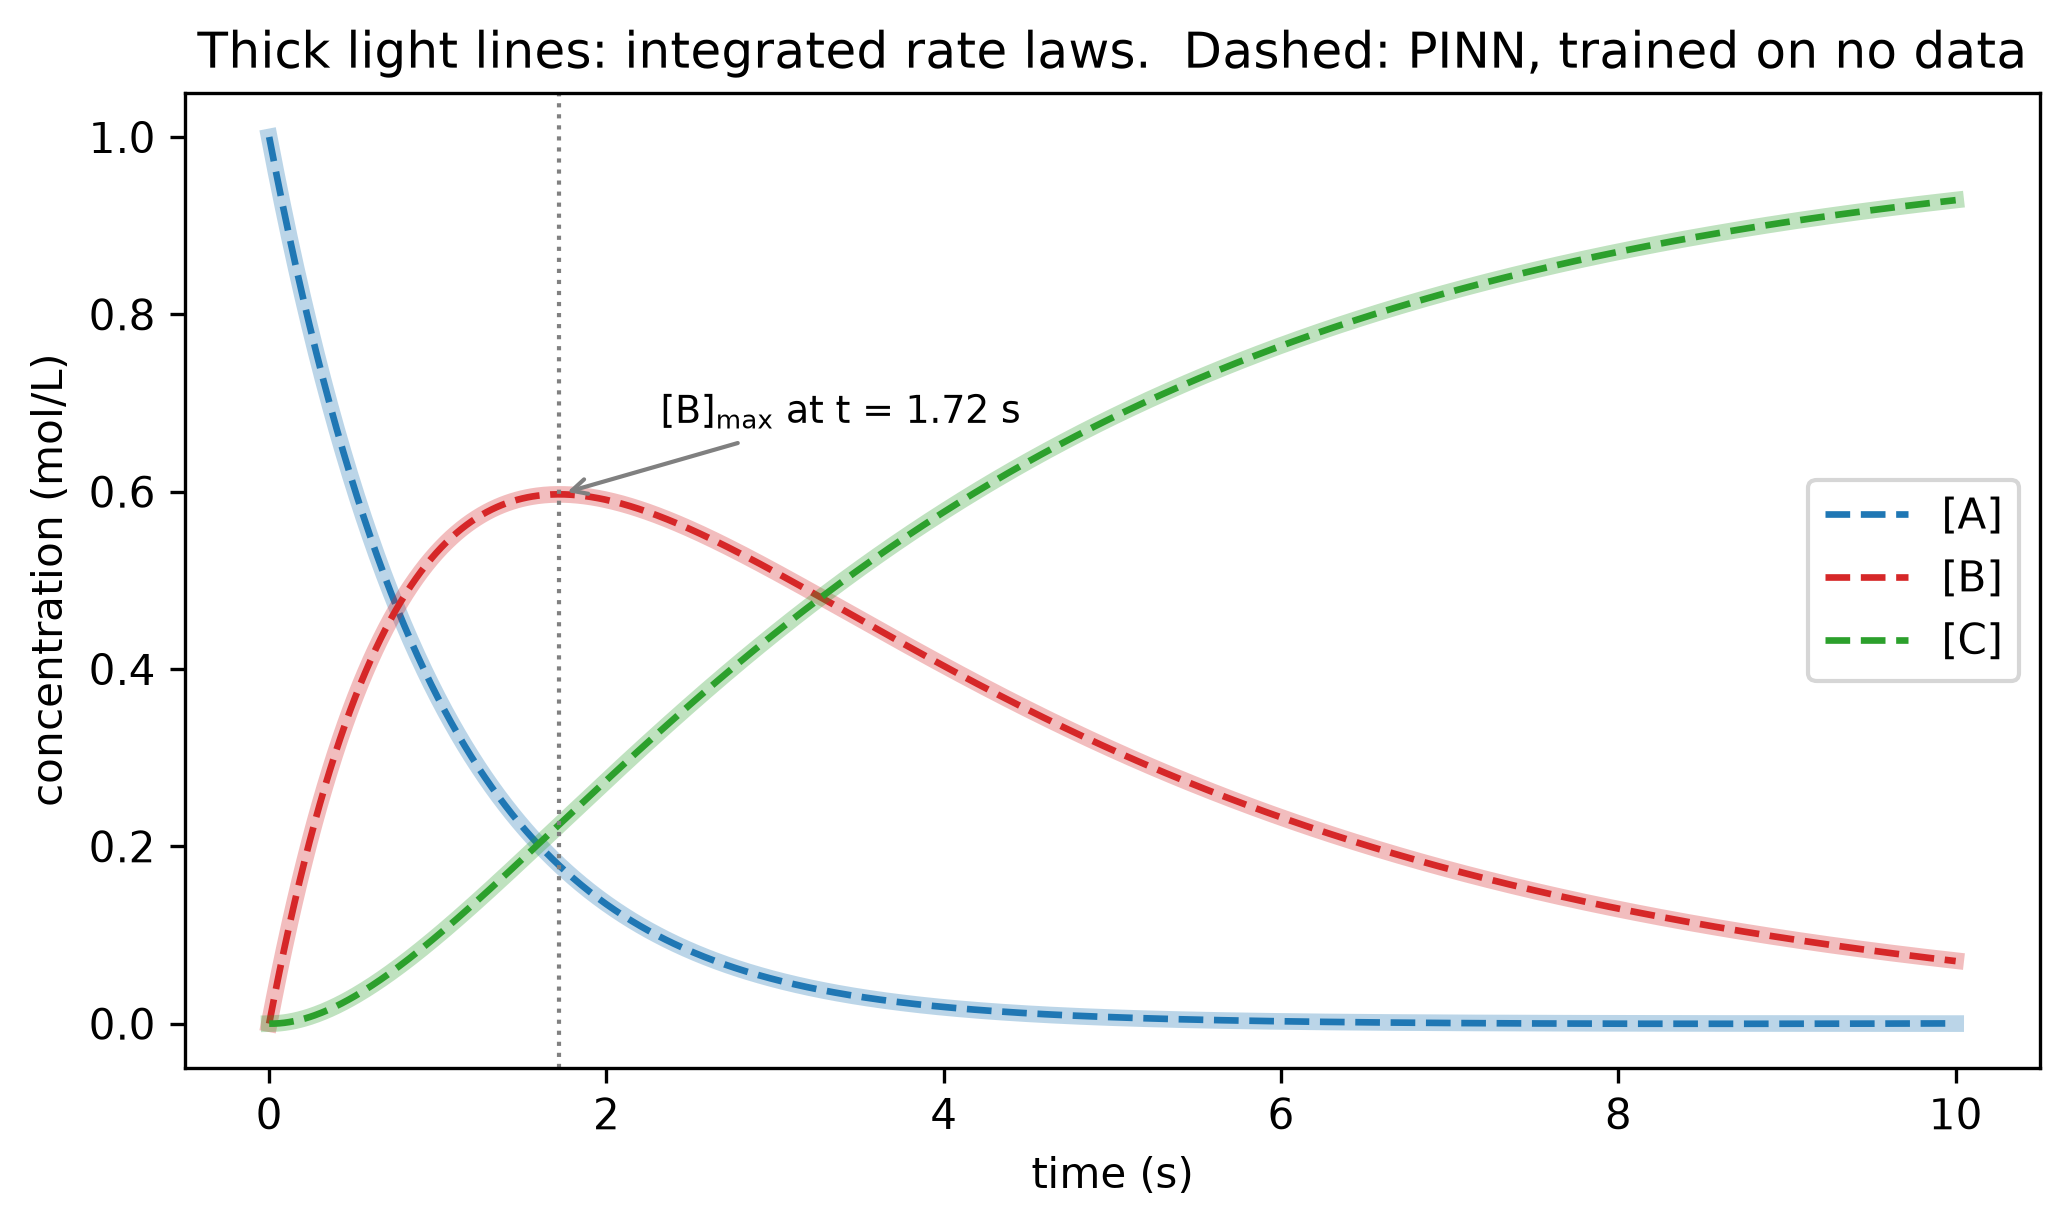 Thick light lines: integrated rate laws.  Dashed: PINN, trained on no data
concentration (mol/L)
1.0
0.8
0.6
0.4
0.2
0.0
[B]max at t = 1.72 s
[A]
[B]
[C]
0 2 4 6 8 10
time (s)